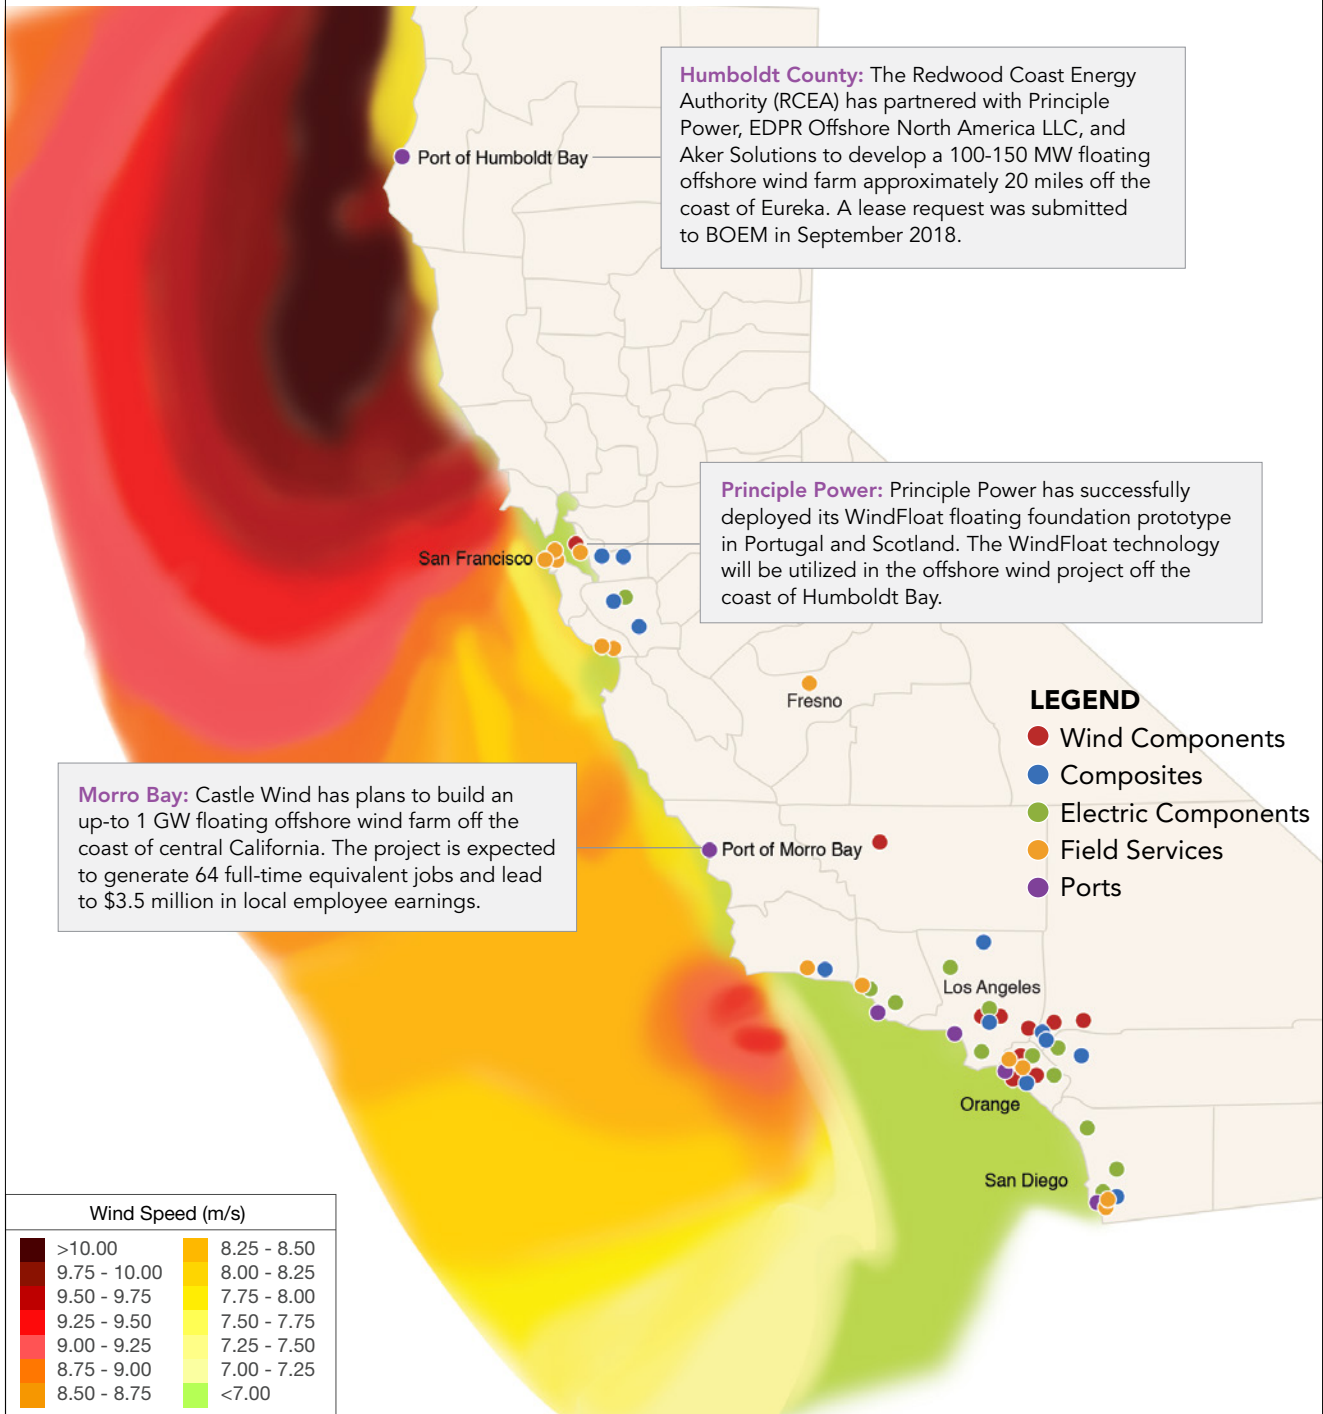 Humboldt County: The Redwood Coast Energy
Authority (RCEA) has partnered with Principle
Power, EDPR Offshore North America LLC, and
Aker Solutions to develop a 100-150 MW floating
offshore wind farm approximately 20 miles off the
coast of Eureka. A lease request was submitted
to BOEM in September 2018.
Port of Humboldt Bay
Principle Power: Principle Power has successfully
deployed its WindFloat floating foundation prototype
in Portugal and Scotland. The WindFloat technology
will be utilized in the offshore wind project off the
coast of Humboldt Bay.
San Francisco
Fresno
LEGEND
Wind Components
Composites
Electric Components
Field Services
Ports
Morro Bay: Castle Wind has plans to build an
up-to 1 GW floating offshore wind farm off the
coast of central California. The project is expected
to generate 64 full-time equivalent jobs and lead
to $3.5 million in local employee earnings.
Port of Morro Bay
Los Angeles
Orange
San Diego
Wind Speed (m/s)
>10.00
9.75 - 10.00
9.50 - 9.75
9.25 - 9.50
9.00 - 9.25
8.75 - 9.00
8.50 - 8.75
8.25 - 8.50
8.00 - 8.25
7.75 - 8.00
7.50 - 7.75
7.25 - 7.50
7.00 - 7.25
<7.00